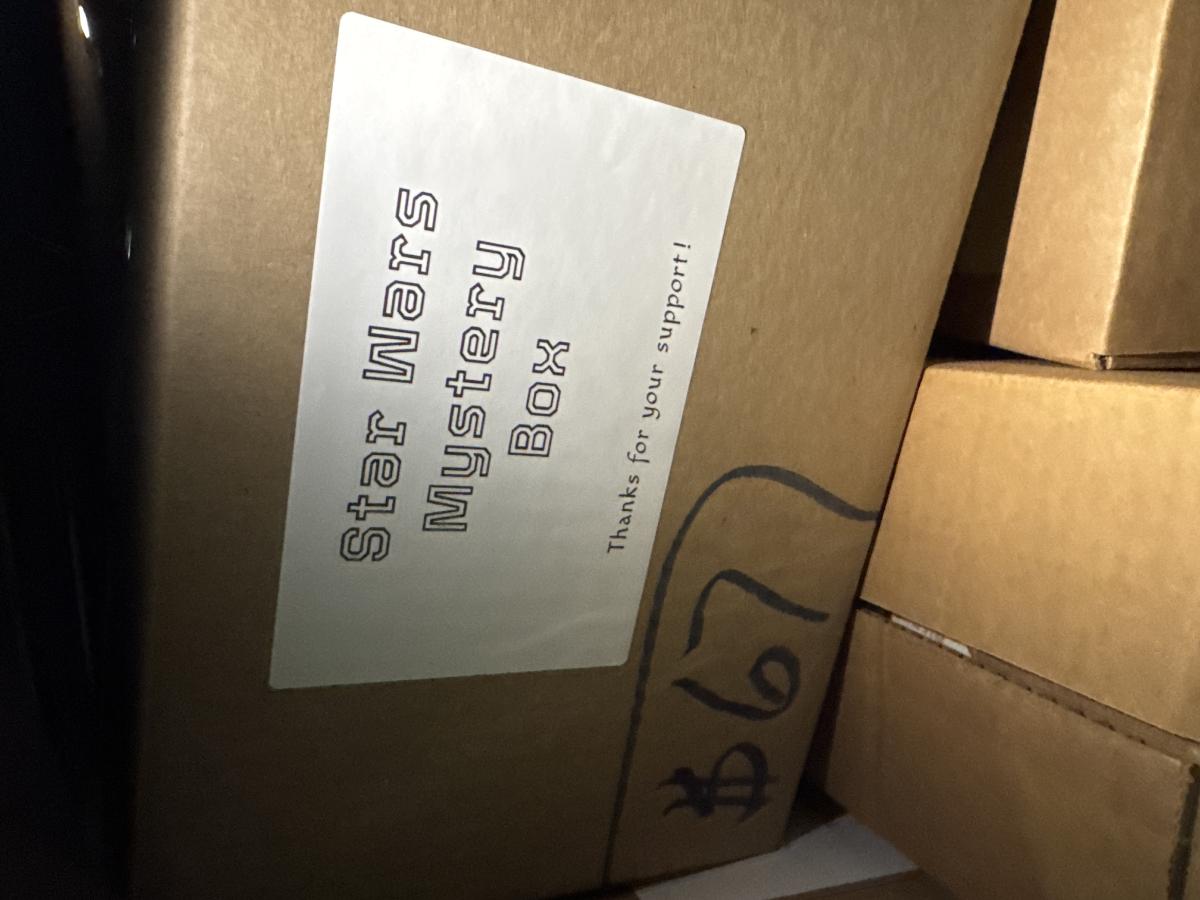 Star Wars
Mystery
Box
Thanks for your support!
$67